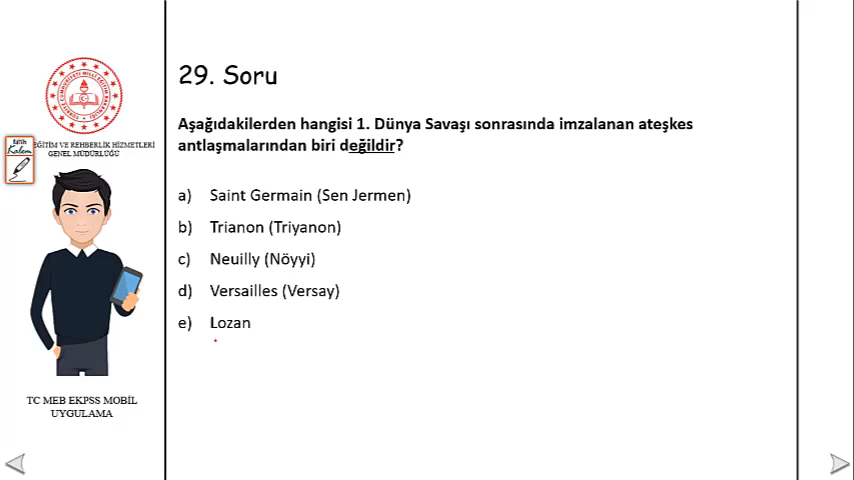 29. Soru
Aşağıdakilerden hangisi 1. Dünya Savaşı sonrasında imzalanan ateşkes
antlaşmalarından biri değildir?
a) Saint Germain (Sen Jermen)
b) Trianon (Triyanon)
c) Neuilly (Nöyyi)
d) Versailles (Versay)
e) Lozan
EĞİTİM VE REHBERLİK HİZMETLERİ
GENEL MÜDÜRLÜĞÜ
Kalem
TC MEB EKPSS MOBİL
UYGULAMA